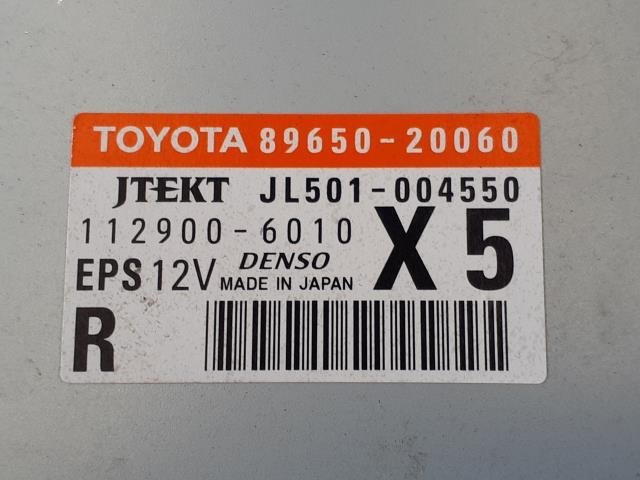 TOYOTA 89650-20060
JTEKT JL501-004550
112900-6010 X5
EPS 12V DENSO
MADE IN JAPAN
R